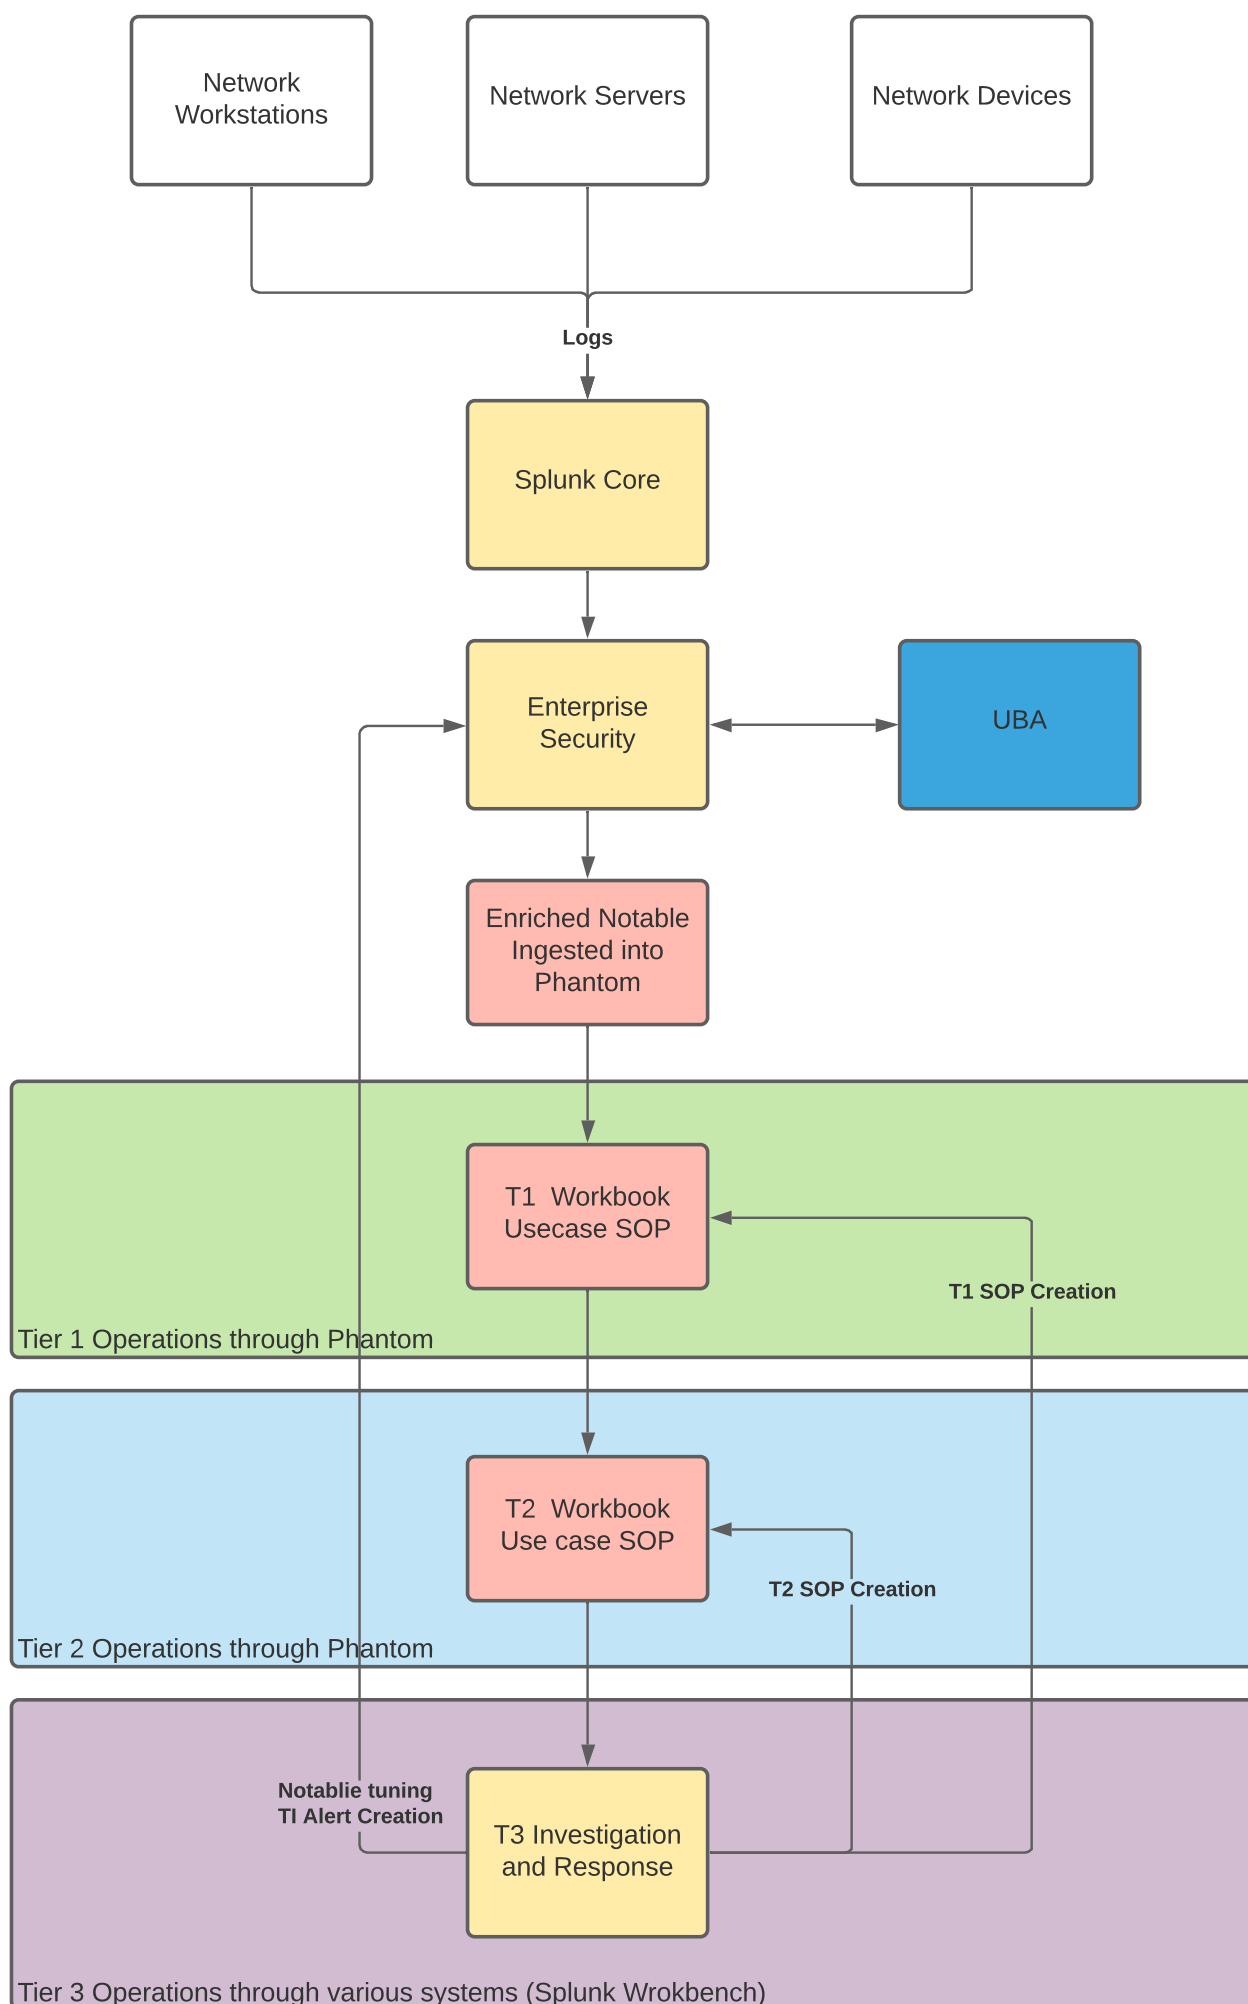 Network
Workstations
Network Servers
Network Devices
Logs
Splunk Core
Enterprise
Security
UBA
Enriched Notable
Ingested into
Phantom
T1  Workbook
Usecase SOP
T1 SOP Creation
Tier 1 Operations through Phantom
T2  Workbook
Use case SOP
T2 SOP Creation
Tier 2 Operations through Phantom
Notablie tuning
TI Alert Creation
T3 Investigation
and Response
Tier 3 Operations through various systems (Splunk Wrokbench)